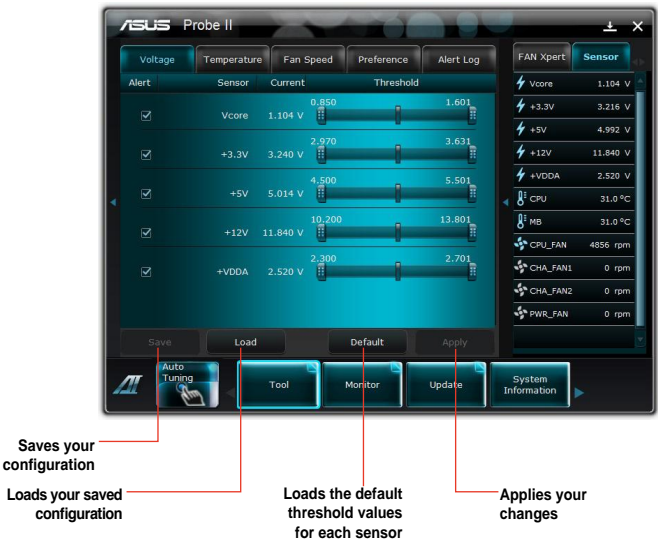 ASUS Probe II
Voltage Temperature Fan Speed Preference Alert Log
Alert Sensor Current Threshold
Vcore 1.104 V 0.850 1.601
+3.3V 3.240 V 2.970 3.631
+5V 5.014 V 4.500 5.501
+12V 11.840 V 10.200 13.801
+VDDA 2.520 V 2.300 2.701
Save Load Default Apply
FAN Xpert Sensor
Vcore 1.104 V
+3.3V 3.216 V
+5V 4.992 V
+12V 11.840 V
+VDDA 2.520 V
CPU 31.0 ºC
MB 31.0 ºC
CPU_FAN 4856 rpm
CHA_FAN1 0 rpm
CHA_FAN2 0 rpm
PWR_FAN 0 rpm
AI
Auto
Tuning
Tool
Monitor
Update
System
Information
Saves your
configuration
Loads your saved
configuration
Loads the default
threshold values
for each sensor
Applies your
changes